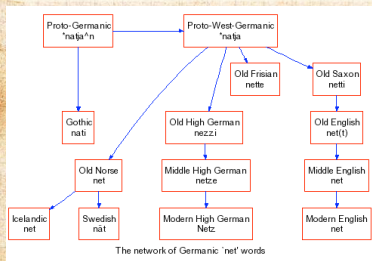 Proto-Germanic
*natja^n
Proto-West-Germanic
*natja
Old Frisian
nette
Old Saxon
netti
Gothic
nati
Old High German
nezzi
Old English
net(t)
Old Norse
net
Middle High German
netze
Middle English
net
Icelandic
net
Swedish
nät
Modern High German
Netz
Modern English
net
The network of Germanic `net' words